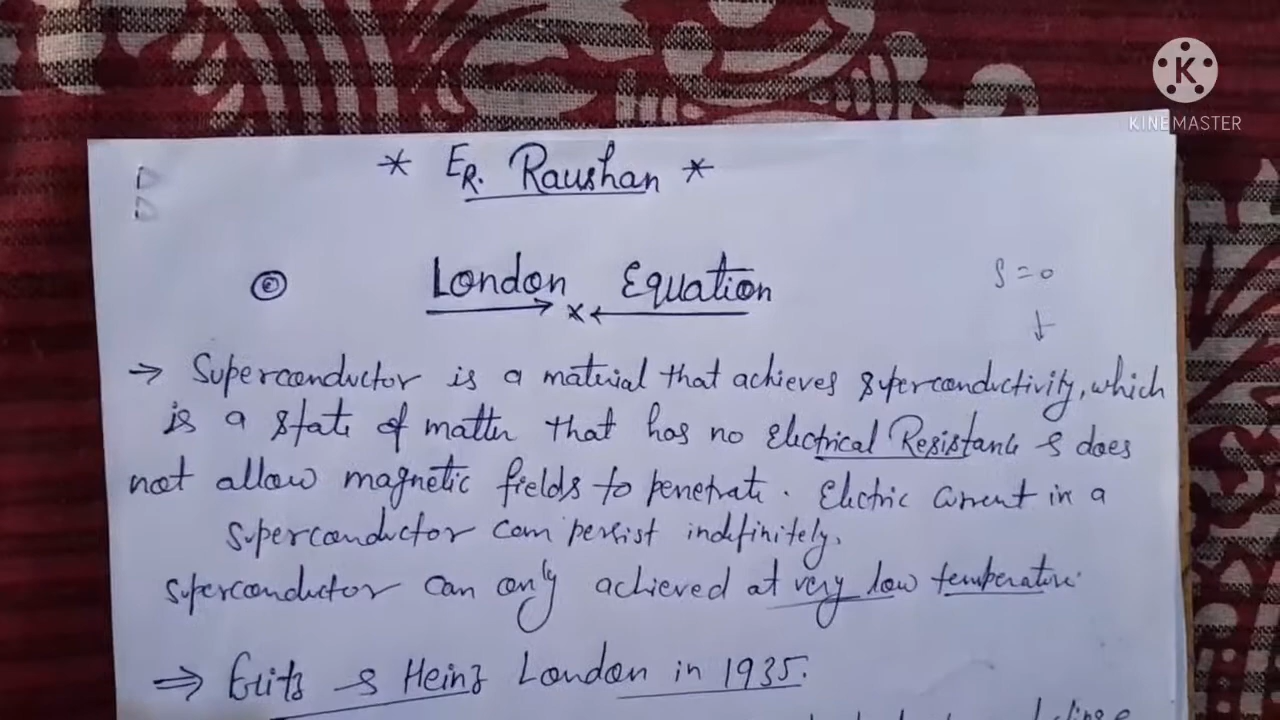 K
KINEMASTER
* ER. Raushan *
London Equation
ρ = 0
↓
→ Superconductor is a material that achieves superconductivity, which
is a state of matter that has no Electrical Resistance & does
not allow magnetic fields to penetrate. Electric current in a
superconductor can persist indefinitely.
superconductor can only achieved at very low temperature.
⇒ Fritz & Heinz London in 1935.